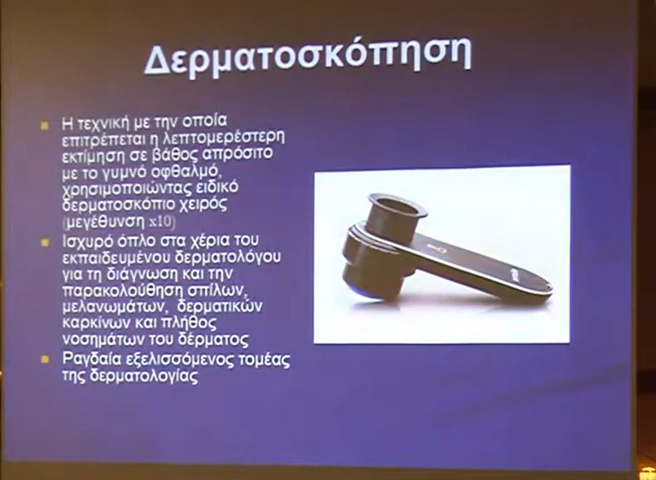 Δερματοσκόπηση
Η τεχνική με την οποία
επιτρέπεται η λεπτομερέστερη
εκτίμηση σε βάθος απρόσιτο
με το γυμνό οφθαλμό,
χρησιμοποιώντας ειδικό
δερματοσκόπιο χειρός
(μεγέθυνση x10)
Ισχυρό όπλο στα χέρια του
εκπαιδευμένου δερματολόγου
για τη διάγνωση και την
παρακολούθηση σπίλων,
μελανωμάτων, δερματικών
καρκίνων και πλήθος
νοσημάτων του δέρματος
Ραγδαία εξελισσόμενος τομέας
της δερματολογίας